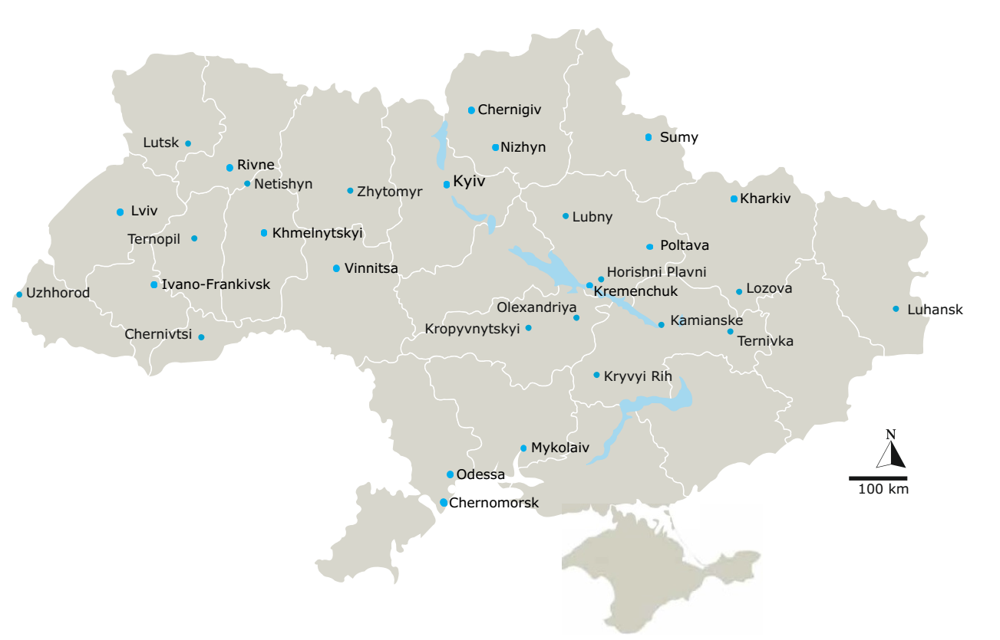 Chernigiv
Sumy
Lutsk
Nizhyn
Rivne
Kyiv
Netishyn
Zhytomyr
Kharkiv
Lviv
Lubny
Khmelnytskyi
Ternopil
Poltava
Vinnitsa
Horishni Plavni
Ivano-Frankivsk
Lozova
Uzhhorod
Kremenchuk
Olexandriya
Luhansk
Kamianske
Kropyvnytskyi
Chernivtsi
Ternivka
Kryvyi Rih
N
Mykolaiv
Odessa
100 km
Chernomorsk